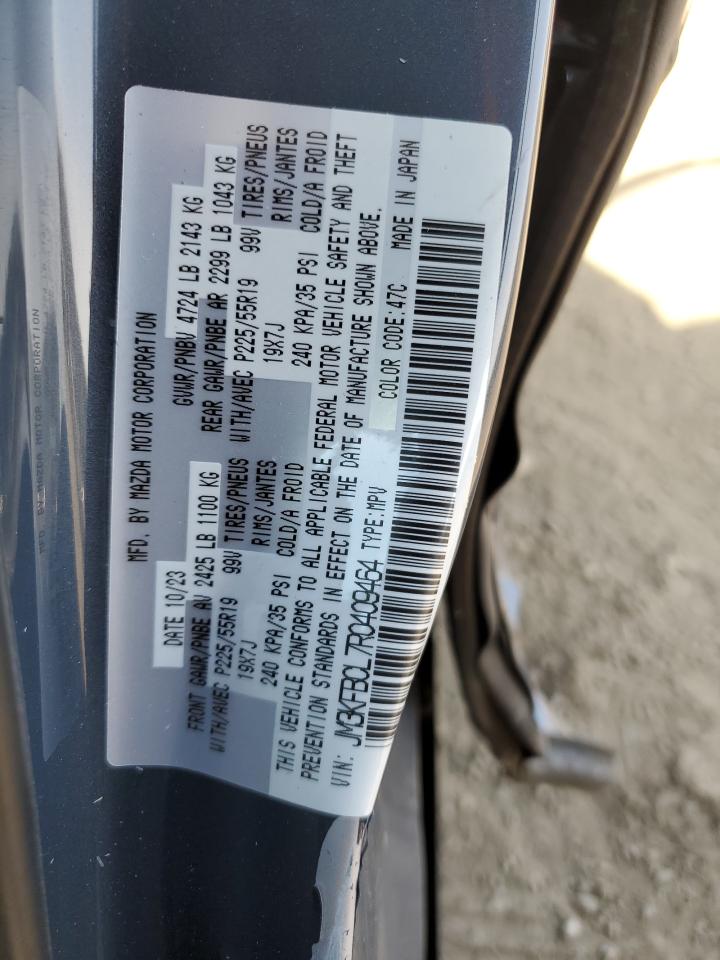 MFD. BY MAZDA MOTOR CORPORATION
DATE 10/23 GVWR/PNBV 4724 LB 2143 KG
FRONT GAWR/PNBE AV 2425 LB 1100 KG REAR GAWR/PNBE AR 2299 LB 1043 KG
WITH/AVEC P225/55R19 99V TIRES/PNEUS WITH/AVEC P225/55R19 99V TIRES/PNEUS
19X7J RIMS/JANTES 19X7J RIMS/JANTES
240 KPA/35 PSI COLD/A FROID 240 KPA/35 PSI COLD/A FROID
THIS VEHICLE CONFORMS TO ALL APPLICABLE FEDERAL MOTOR VEHICLE SAFETY AND THEFT
PREVENTION STANDARDS IN EFFECT ON THE DATE OF MANUFACTURE SHOWN ABOVE.
VIN: JM3KFBCL7R0409464 TYPE:MPV COLOR CODE:47C MADE IN JAPAN